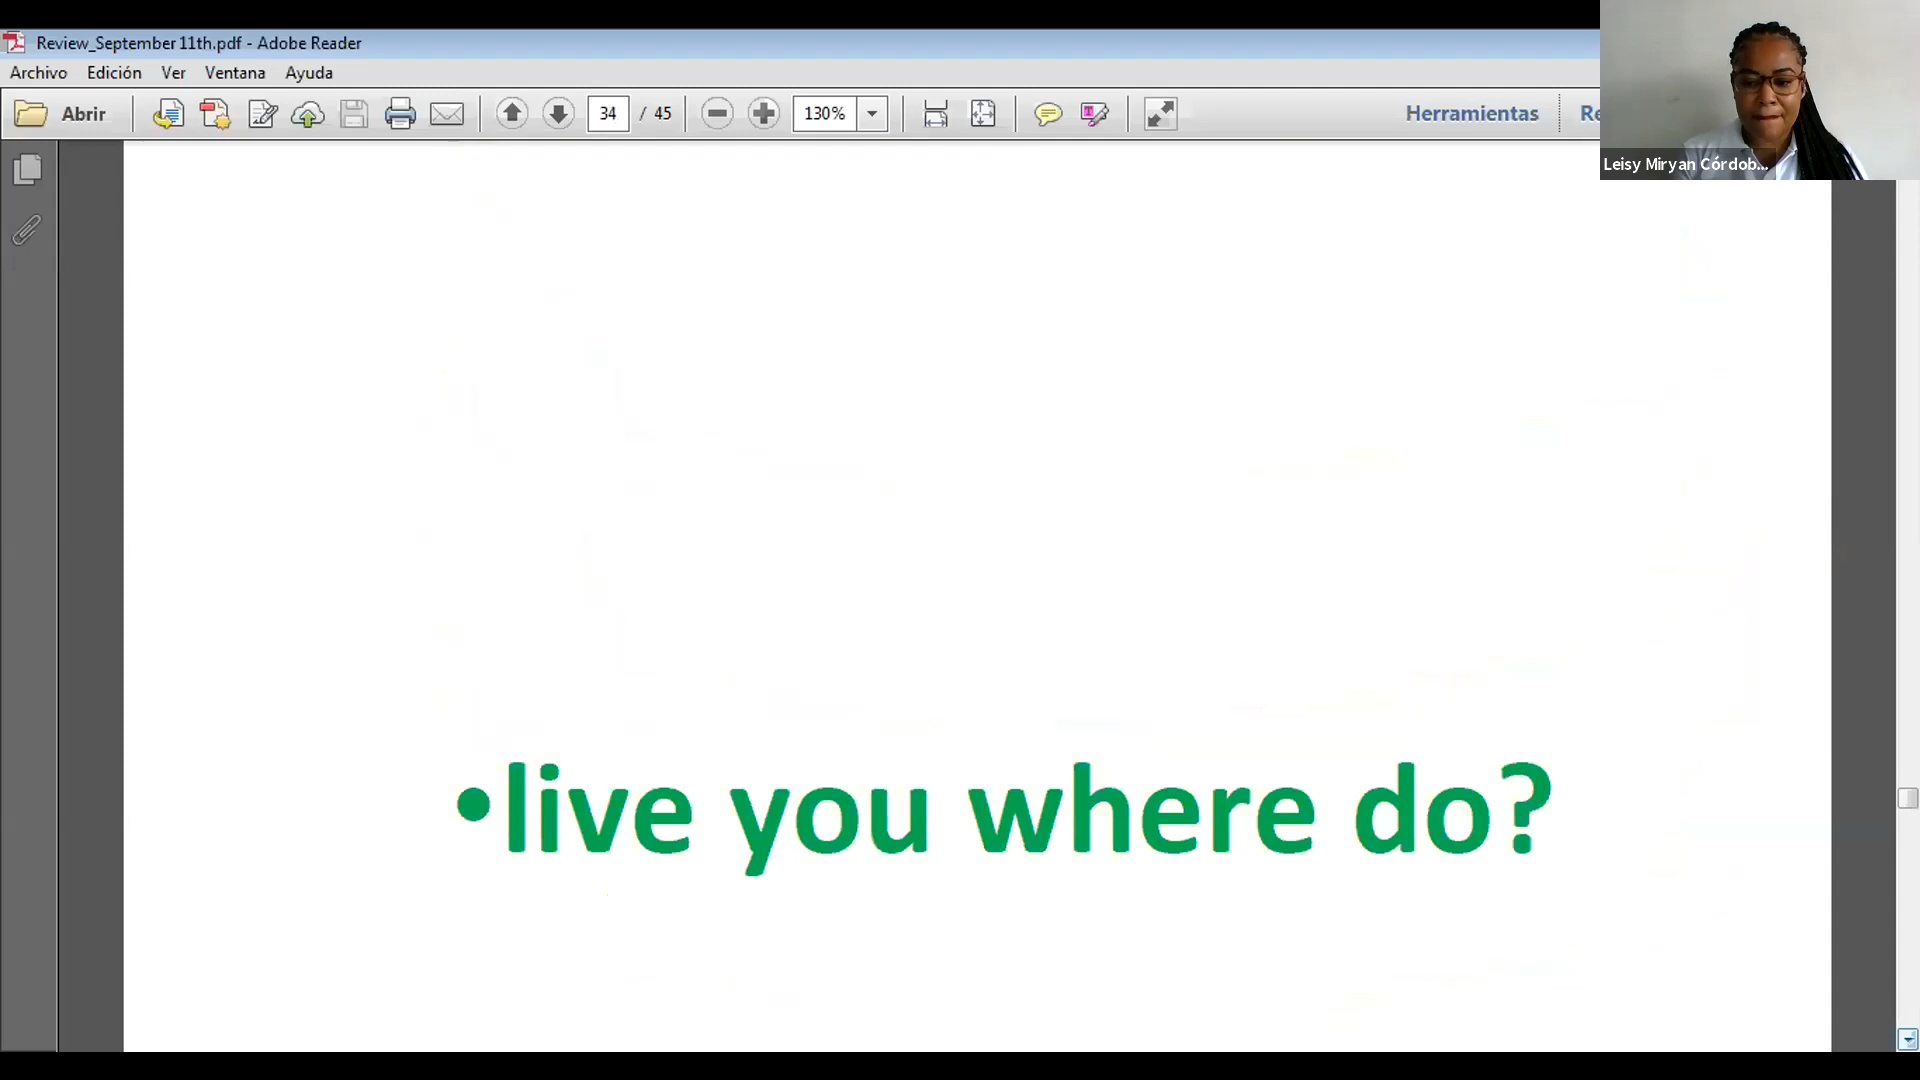 Review_September 11th.pdf - Adobe Reader
Archivo Edición Ver Ventana Ayuda
Abrir 34 / 45 130% Herramientas
Leisy Miryan Córdob...
•live you where do?